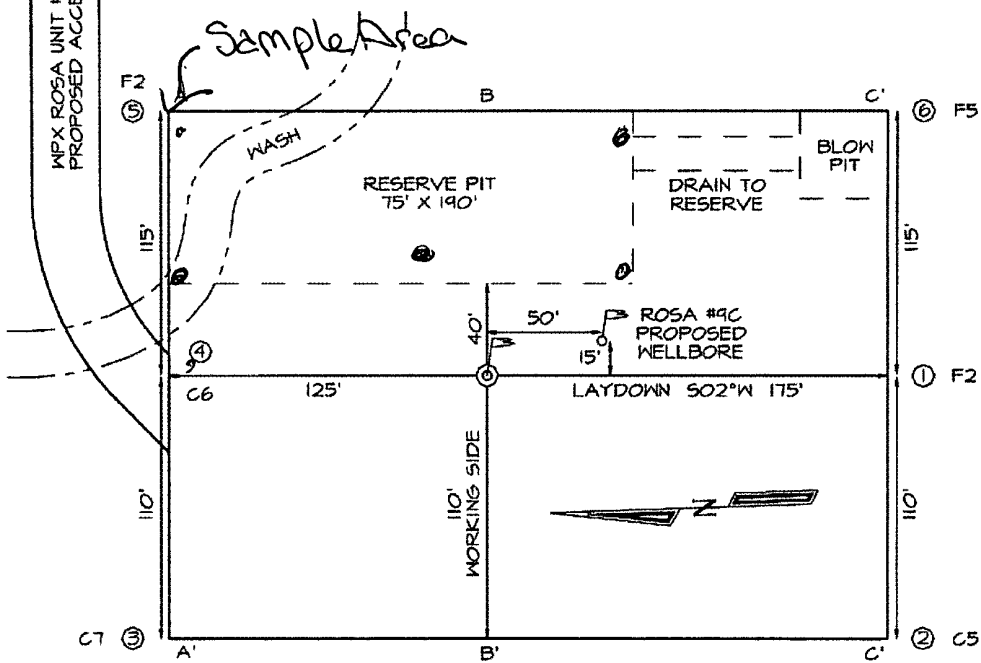 WPX ROSA UNIT
PROPOSED ACCE
Sample Area
F2
A
B
C'
⑤
⑥ F5
WASH
RESERVE PIT
75' X 190'
BLOW
PIT
DRAIN TO
RESERVE
115'
115'
50'
40'
15'
ROSA #9C
PROPOSED
WELLBORE
④
C6
125'
LAYDOWN S02°W 175'
① F2
WORKING SIDE
110'
110'
110'
N
C7 ③
② C5
A'
B'
C'